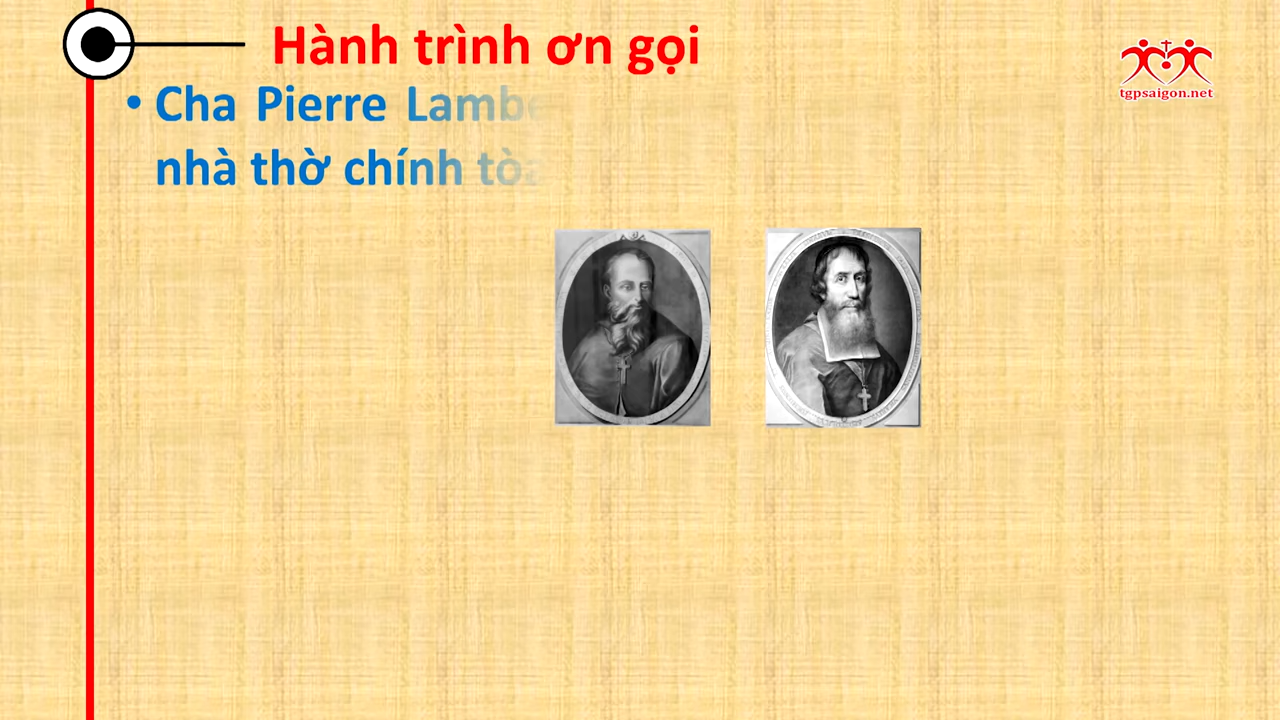 Hành trình ơn gọi
tgpsaigon.net
• Cha Pierre
nhà thờ chính